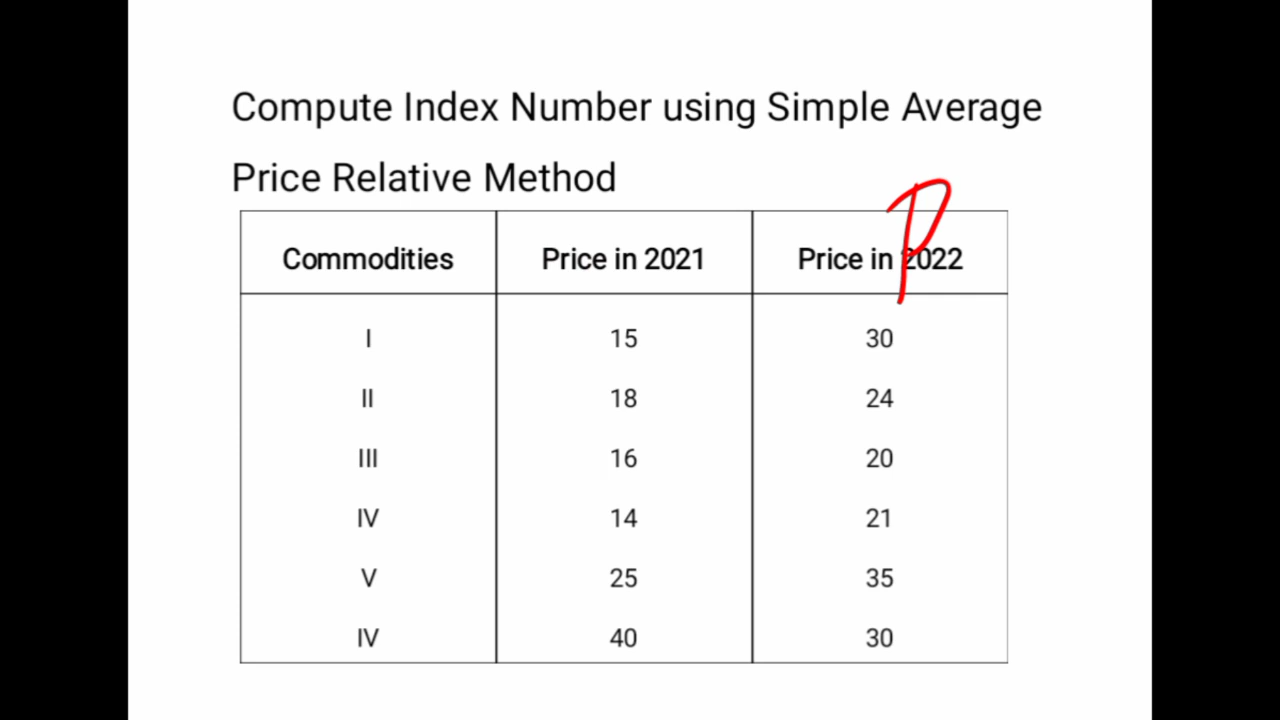 Compute Index Number using Simple Average
Price Relative Method
P
Commodities Price in 2021 Price in 2022
I 15 30
II 18 24
III 16 20
IV 14 21
V 25 35
IV 40 30